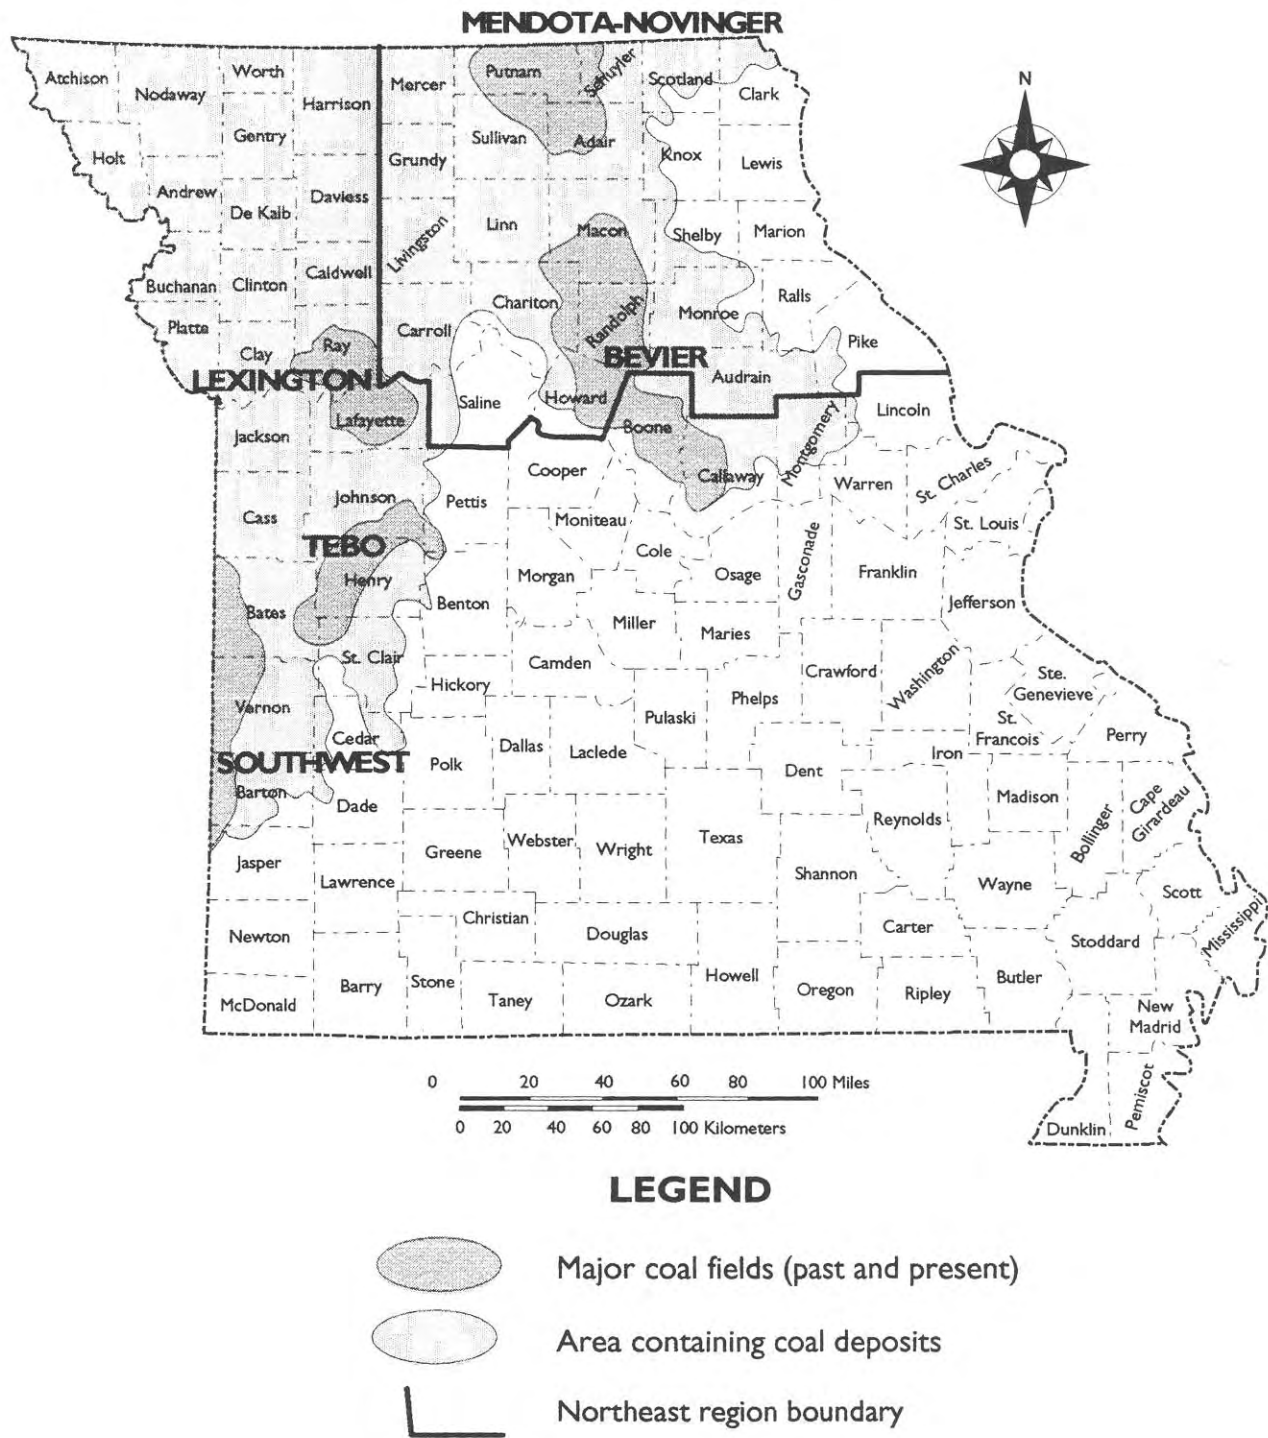 MENDOTA-NOVINGER
Atchison
Nodaway
Worth
Gentry
Harrison
Mercer
Putnam
Schuyler
Scotland
Clark
N
Holt
Andrew
De Kalb
Daviess
Grundy
Sullivan
Adair
Knox
Lewis
Livingston
Linn
Macon
Shelby
Marion
Buchanan
Clinton
Caldwell
Platte
Clay
Ray
Carroll
Chariton
Randolph
Monroe
Ralls
Pike
LEXINGTON
BEVIER
Audrain
Jackson
Lafayette
Saline
Howard
Boone
Callaway
Montgomery
Lincoln
Cass
Johnson
Pettis
Cooper
Moniteau
Warren
St. Charles
St. Louis
TEBO
Henry
Morgan
Cole
Osage
Gasconade
Franklin
Jefferson
Bates
Benton
Miller
Maries
St. Clair
Hickory
Camden
Crawford
Washington
Ste.
Genevieve
Vernon
Cedar
Pulaski
Phelps
St.
Francois
Perry
SOUTHWEST
Polk
Dallas
Laclede
Dent
Iron
Barton
Dade
Madison
Bollinger
Cape
Girardeau
Jasper
Greene
Webster
Wright
Texas
Reynolds
Lawrence
Shannon
Wayne
Scott
Mississippi
Newton
Christian
Douglas
Carter
Stoddard
McDonald
Barry
Stone
Taney
Ozark
Howell
Oregon
Ripley
Butler
New
Madrid
Pemiscot
Dunklin
0 20 40 60 80 100 Miles
0 20 40 60 80 100 Kilometers
LEGEND
Major coal fields (past and present)
Area containing coal deposits
Northeast region boundary